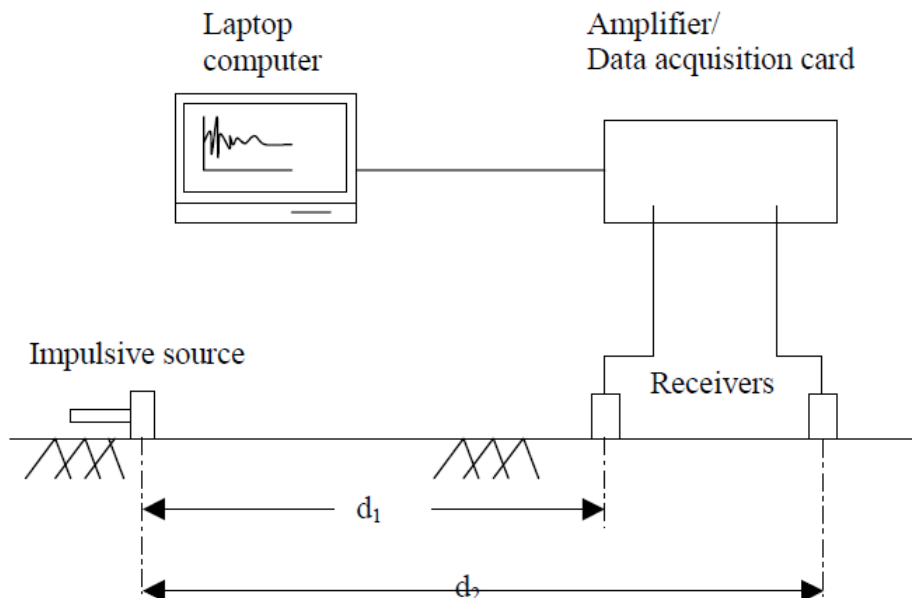 Laptop
computer
Amplifier/
Data acquisition card
Impulsive source
Receivers
d₁
d₂